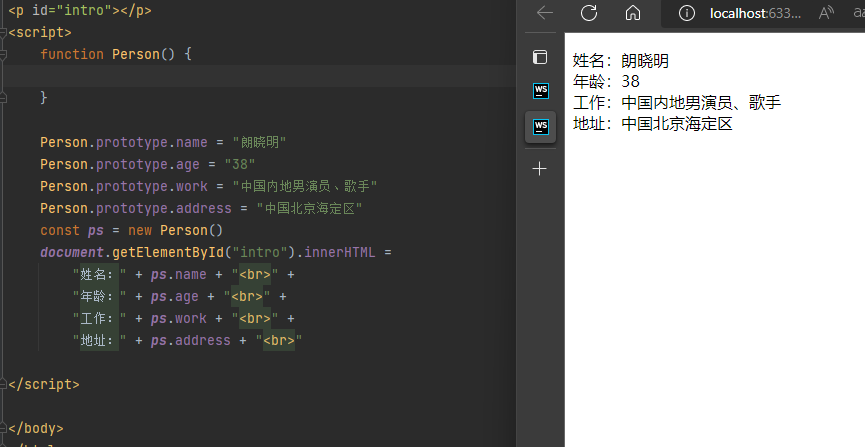 <p id="intro"></p>
<script>
function Person() {
}
Person.prototype.name = "朗晓明"
Person.prototype.age = "38"
Person.prototype.work = "中国内地男演员、歌手"
Person.prototype.address = "中国北京海定区"
const ps = new Person()
document.getElementById("intro").innerHTML =
"姓名：" + ps.name + "<br>" +
"年龄：" + ps.age + "<br>" +
"工作：" + ps.work + "<br>" +
"地址：" + ps.address + "<br>"
</script>
</body>
localhost:633...
WS
WS
姓名：朗晓明
年龄：38
工作：中国内地男演员、歌手
地址：中国北京海定区